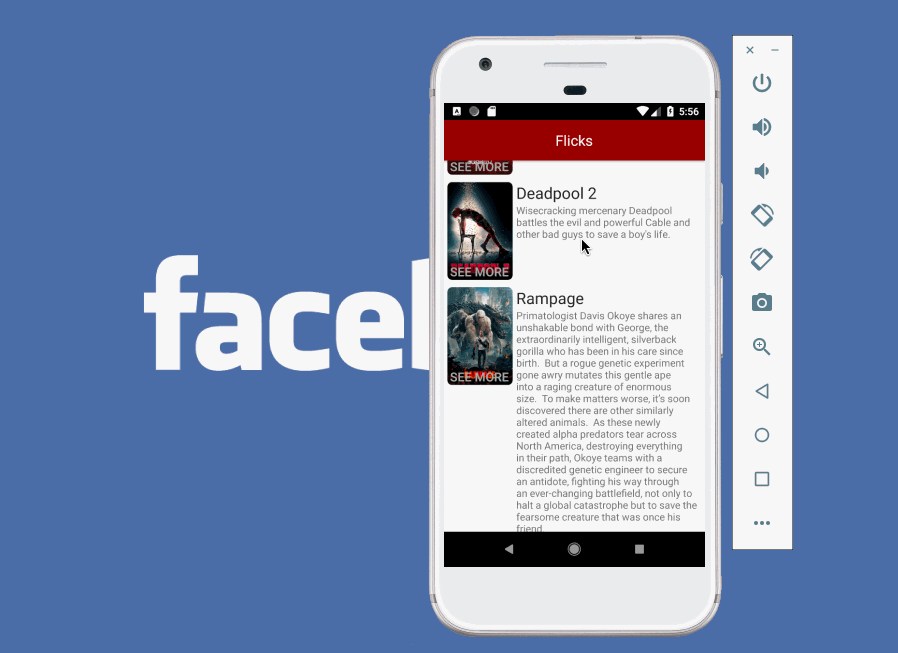 5:56
Flicks
SEE MORE
Deadpool 2
Wisecracking mercenary Deadpool
battles the evil and powerful Cable and
other bad guys to save a boy's life.
SEE MORE
Rampage
Primatologist Davis Okoye shares an
unshakable bond with George, the
extraordinarily intelligent, silverback
gorilla who has been in his care since
birth. But a rogue genetic experiment
gone awry mutates this gentle ape
into a raging creature of enormous
size. To make matters worse, it's soon
discovered there are other similarly
altered animals. As these newly
created alpha predators tear across
North America, destroying everything
in their path, Okoye teams with a
discredited genetic engineer to secure
an antidote, fighting his way through
an ever-changing battlefield, not only to
halt a global catastrophe but to save the
fearsome creature that was once his
friend.
SEE MORE
face